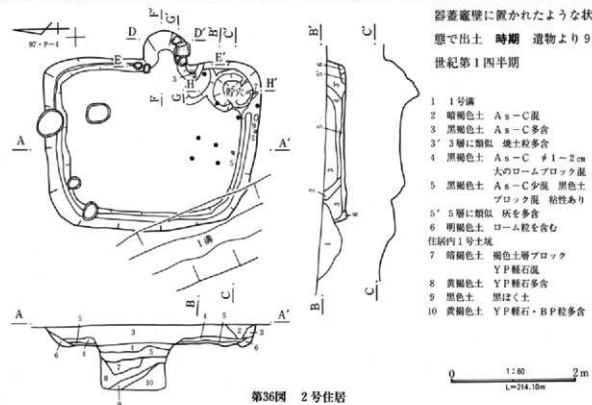 器蓋竈壁に置かれたような状
態で出土 時期 遺物より9
世紀第1四半期
1 1号溝
2 暗褐色土 As-C混
3 黒褐色土 As-C多含
3' 3層に類似 焼土粒多含
4 黒褐色土 As-C φ1~2cm
大のロームブロック混
5 黒褐色土 As-C少混 黒色土
ブロック混 粘性あり
5' 5層に類似 灰を多含
6 明褐色土 ローム粒を含む
住居内1号土坑
7 暗褐色土 褐色土層ブロック
YP軽石混
8 黄褐色土 YP軽石多含
9 黒色土 黒ぼく土
10 黄褐色土 YP軽石・BP粒多含
97・P-4
D
F'
G'
D'
B'
C'
E
E'
H
H'
F
G
貯穴
A
A'
1溝
B
C
B'
C'
B
C
A
A'
0
1:60
2m
L=214.10m
第36図 2号住居